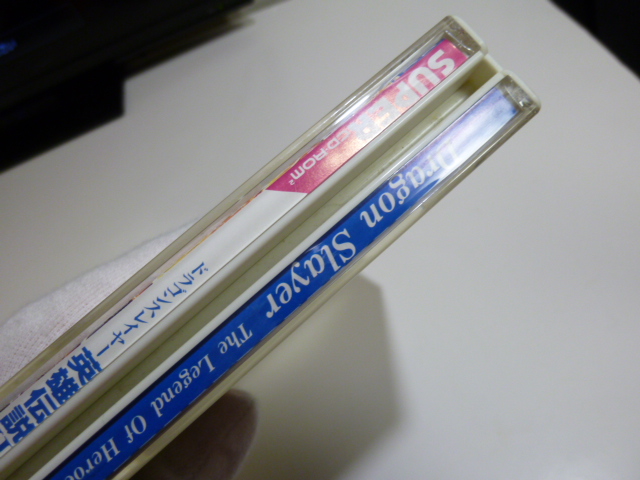 SUPER CD-ROM²
ドラゴンスレイヤー 英雄伝説
Dragon Slayer The Legend Of Heroes